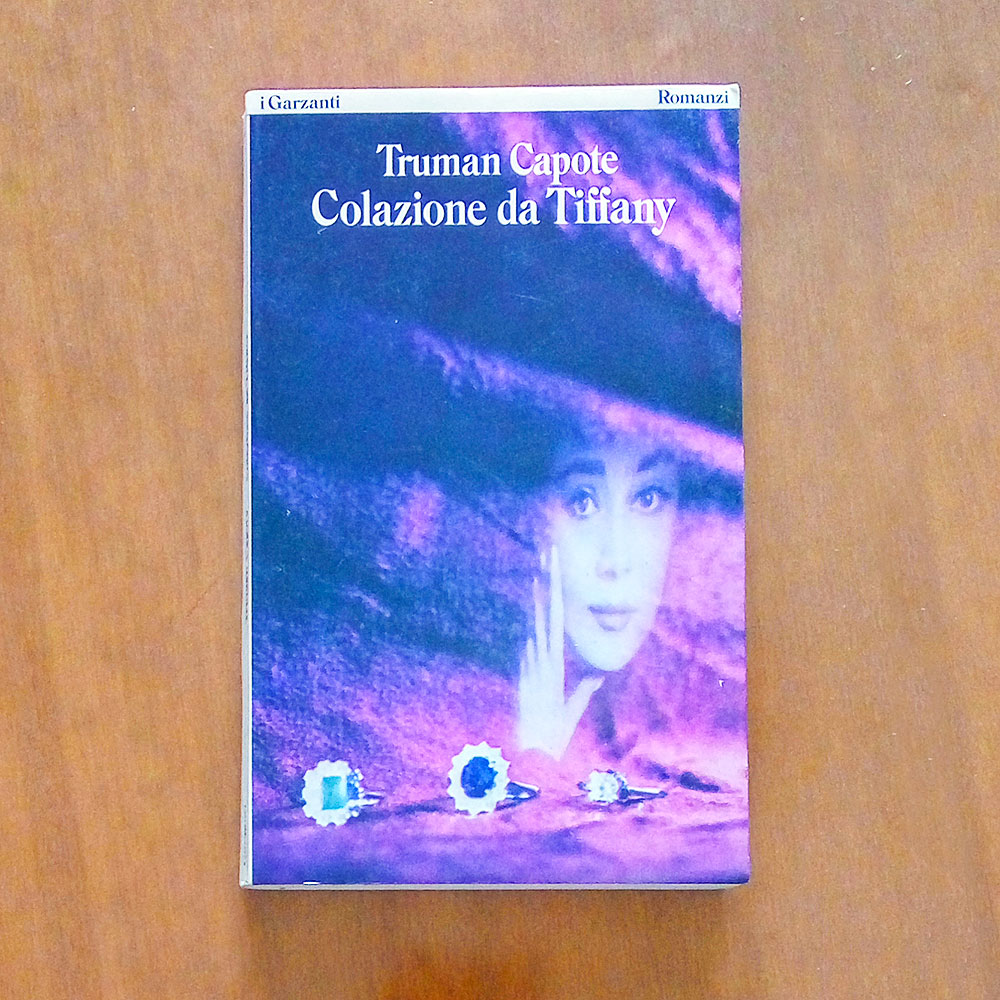 i Garzanti Romanzi
Truman Capote
Colazione da Tiffany